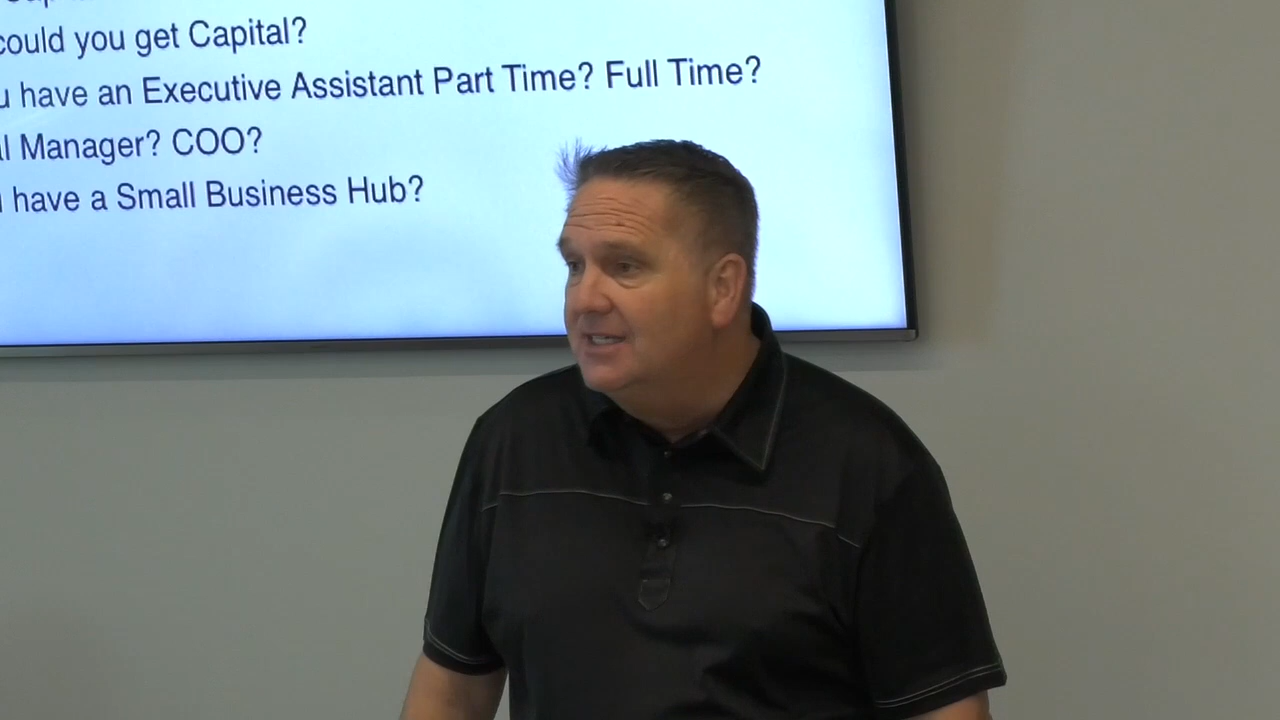 could you get Capital?
have an Executive Assistant Part Time? Full Time?
Manager? COO?
have a Small Business Hub?